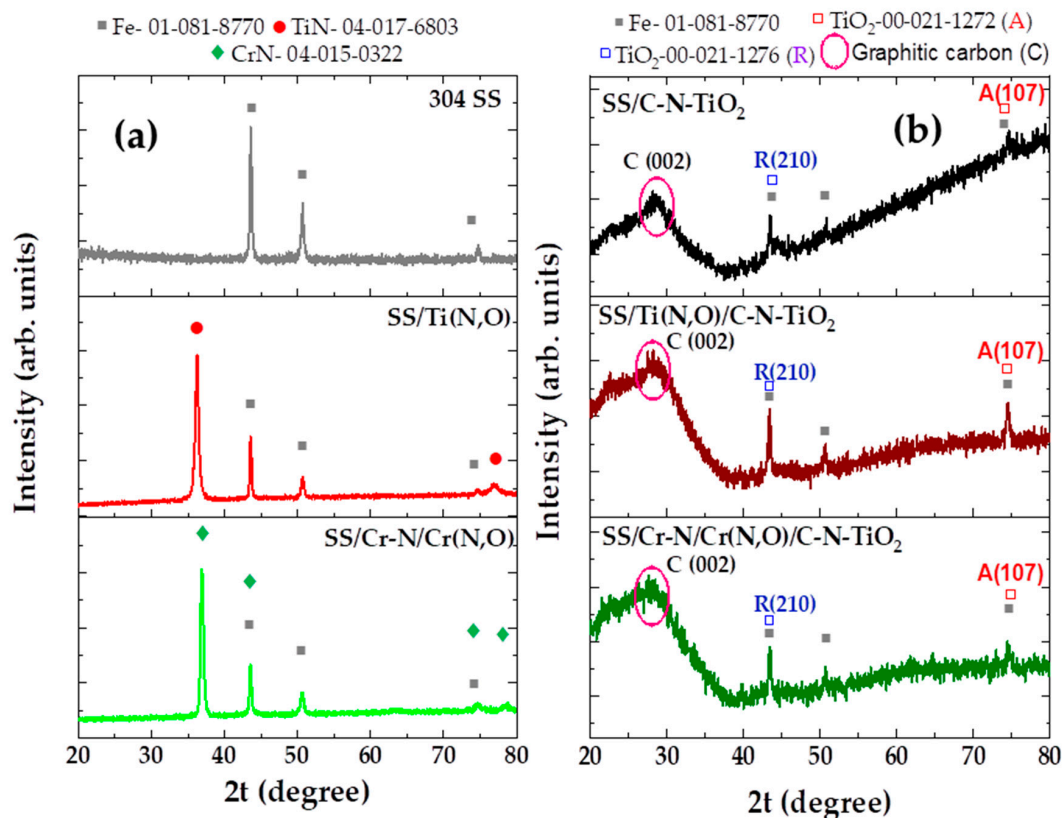 Fe- 01-081-8770 TiN- 04-017-6803
CrN- 04-015-0322
(a)
304 SS
SS/Ti(N,O)
SS/Cr-N/Cr(N,O)
Intensity (arb. units)
20 30 40 50 60 70 80
2t (degree)
Fe- 01-081-8770 TiO2-00-021-1272 (A)
TiO2-00-021-1276 (R) Graphitic carbon (C)
SS/C-N-TiO2
(b)
A(107)
C (002)
R(210)
SS/Ti(N,O)/C-N-TiO2
C (002)
R(210)
A(107)
SS/Cr-N/Cr(N,O)/C-N-TiO2
C (002)
R(210)
A(107)
Intensity (arb. units)
20 30 40 50 60 70 80
2t (degree)